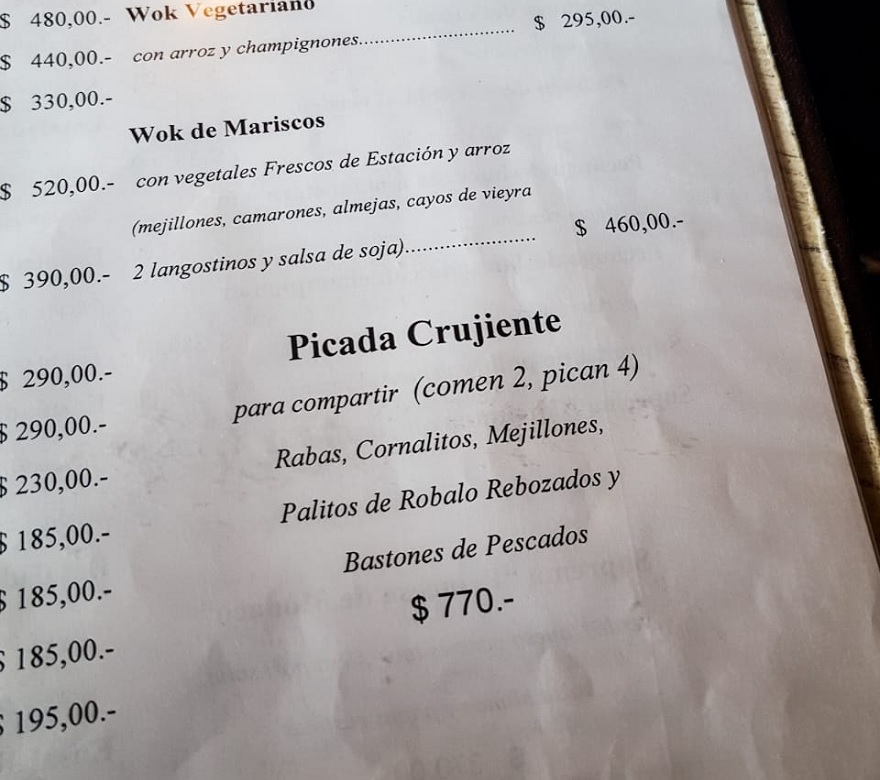 $ 480,00.- Wok Vegetariano
$ 440,00.- con arroz y champignones............................... $ 295,00.-
$ 330,00.-
Wok de Mariscos
$ 520,00.- con vegetales Frescos de Estación y arroz
(mejillones, camarones, almejas, cayos de vieyra
$ 390,00.- 2 langostinos y salsa de soja)......................... $ 460,00.-
Picada Crujiente
$ 290,00.- para compartir (comen 2, pican 4)
$ 290,00.- Rabas, Cornalitos, Mejillones,
$ 230,00.- Palitos de Robalo Rebozados y
$ 185,00.- Bastones de Pescados
$ 185,00.- $ 770.-
$ 185,00.-
$ 195,00.-